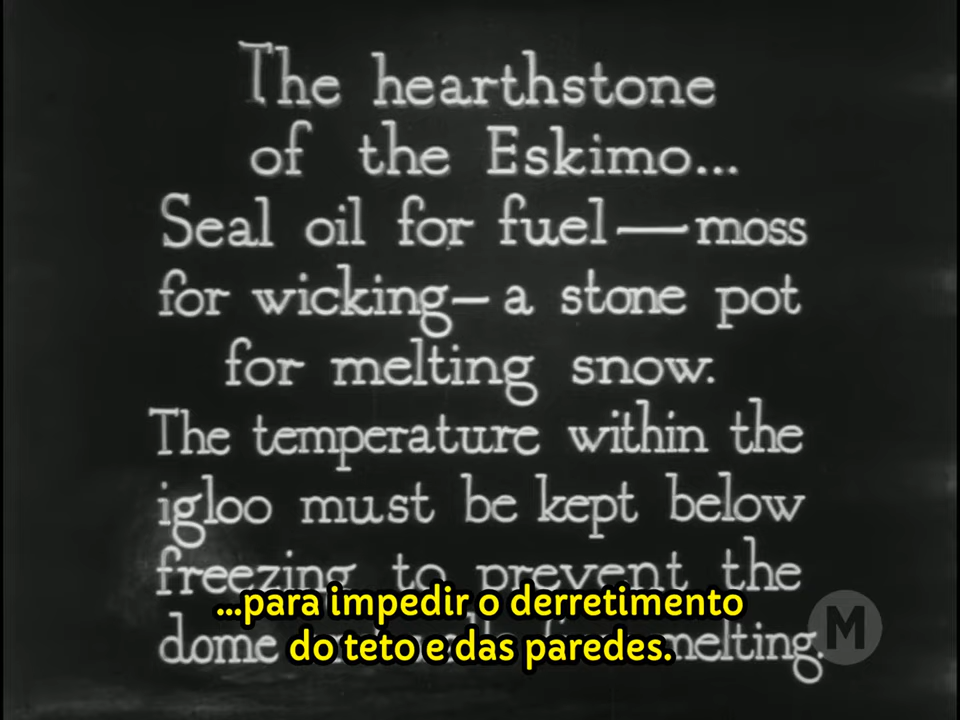 The hearthstone
of the Eskimo...
Seal oil for fuel — moss
for wicking — a stone pot
for melting snow.
The temperature within the
igloo must be kept below
freezing to prevent the
dome melting.
...para impedir o derretimento
do teto e das paredes.
M